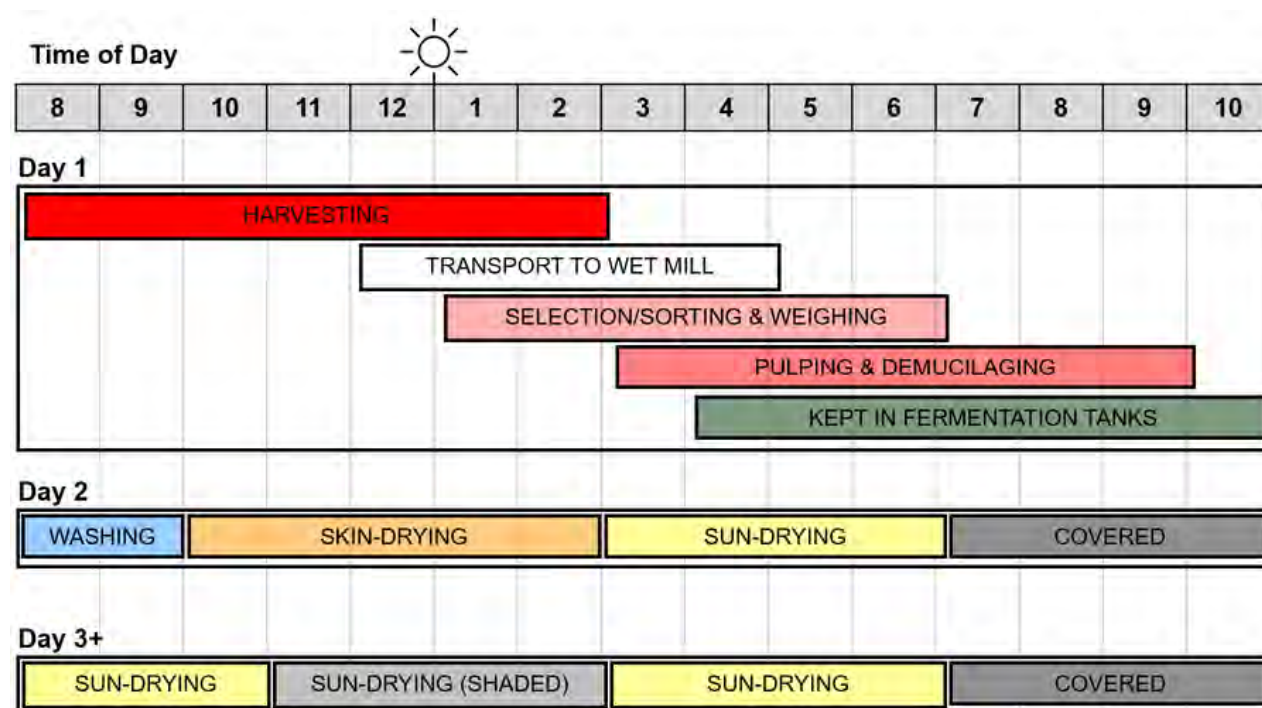 Time of Day
8 9 10 11 12 1 2 3 4 5 6 7 8 9 10
Day 1
HARVESTING
TRANSPORT TO WET MILL
SELECTION/SORTING & WEIGHING
PULPING & DEMUCILAGING
KEPT IN FERMENTATION TANKS
Day 2
WASHING SKIN-DRYING SUN-DRYING COVERED
Day 3+
SUN-DRYING SUN-DRYING (SHADED) SUN-DRYING COVERED